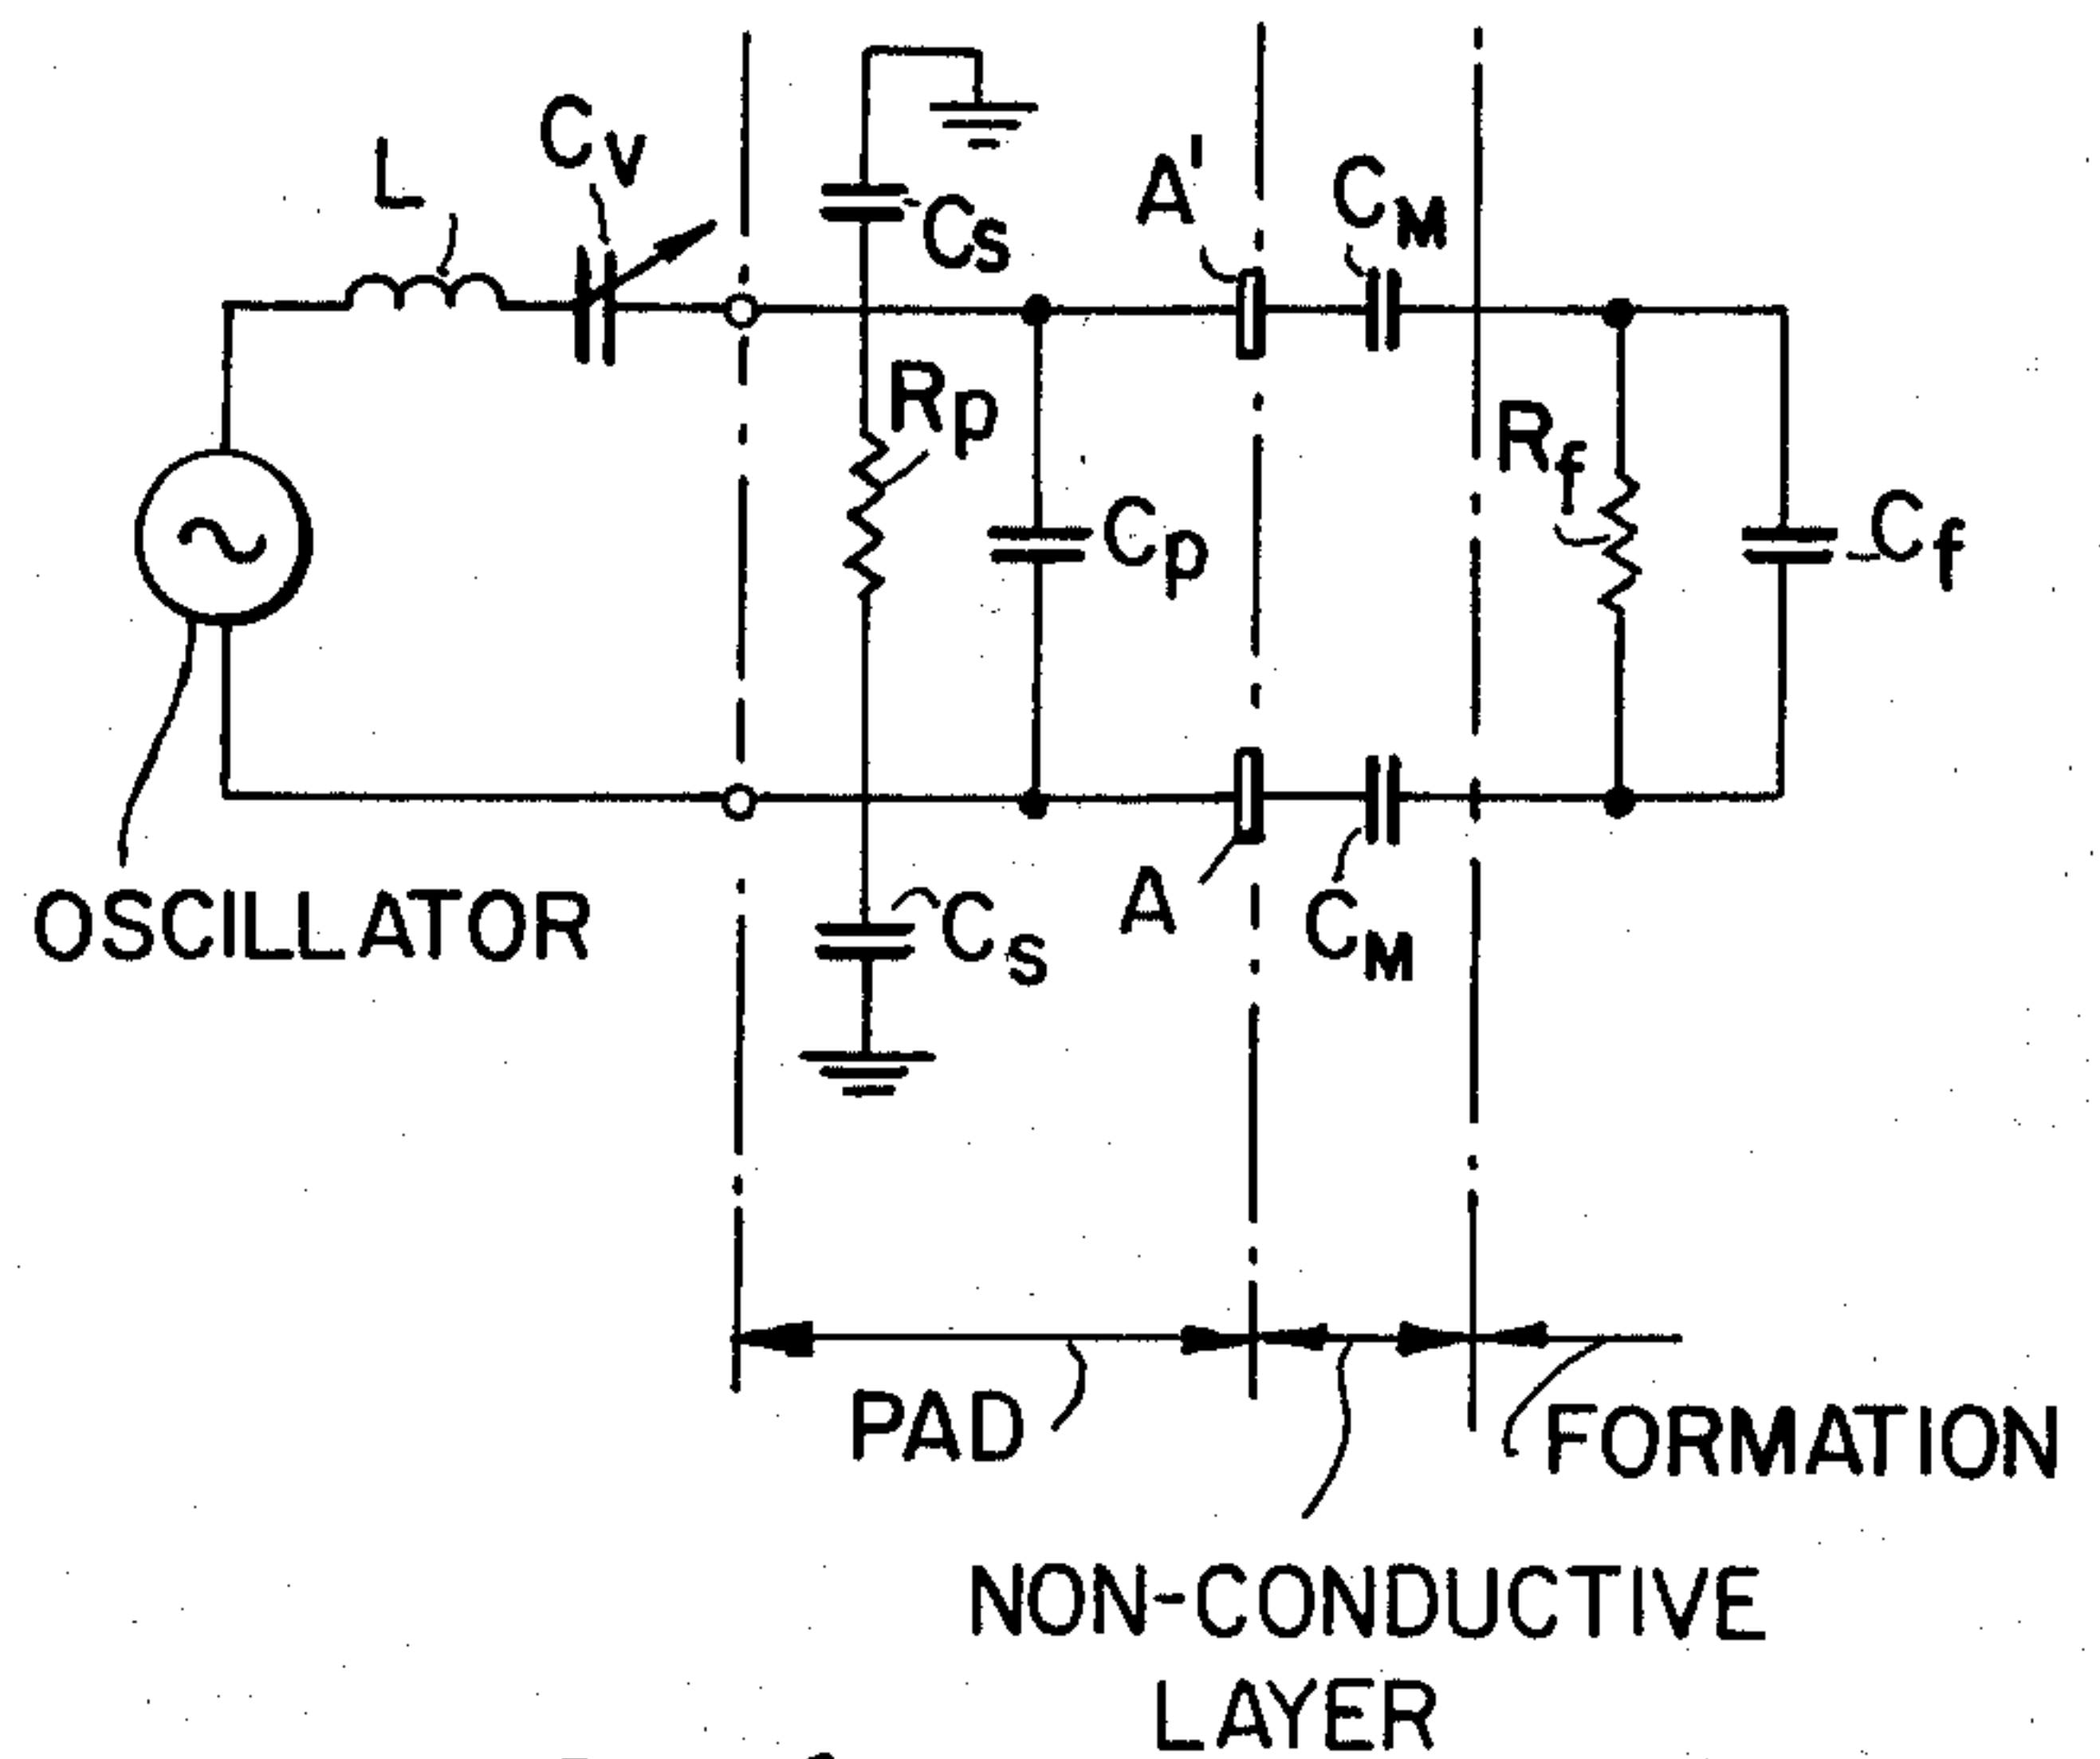 L
Cv
Cs
A'
CM
Rp
Cp
Rf
Cf
OSCILLATOR
Cs
A
CM
PAD
FORMATION
NON-CONDUCTIVE
LAYER